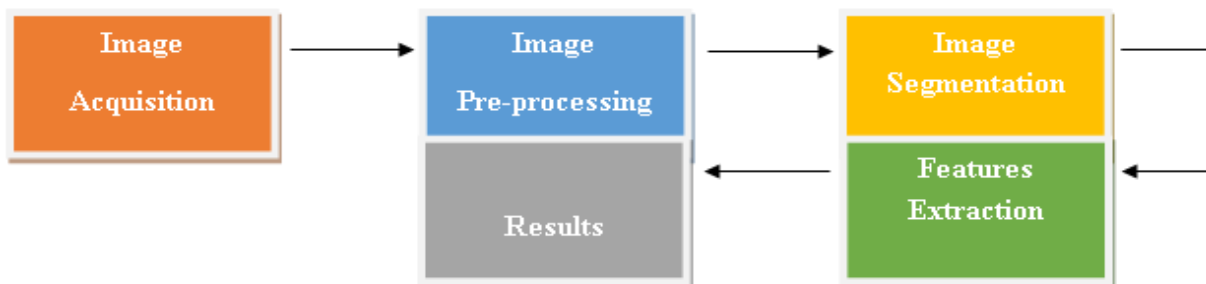 Image
Acquisition
Image
Pre-processing
Image
Segmentation
Features
Extraction
Results